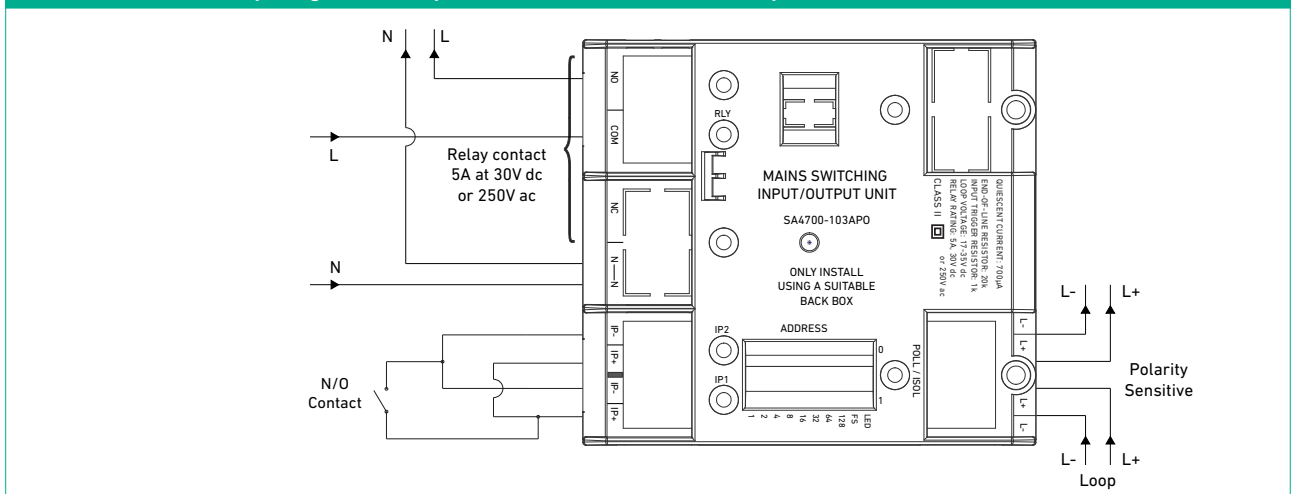 N
L
L
Relay contact
5A at 30V dc
or 250V ac
N
N/O
Contact
NO
COM
NC
N
N
IP-
IP+
IP-
IP+
RLY
MAINS SWITCHING
INPUT/OUTPUT UNIT
SA4700-103APO
ONLY INSTALL
USING A SUITABLE
BACK BOX
IP2
ADDRESS
IP1
0
1
1
2
4
8
16
32
64
128
FS
LED
POLL / ISOL
QUIESCENT CURRENT: 700µA
END-OF-LINE RESISTOR: 20k
INPUT TRIGGER RESISTOR: 1k
LOOP VOLTAGE: 17-35V dc
RELAY RATING: 5A, 30V dc
or 250V ac
CLASS II
L-
L+
L+
L-
L-
L+
Polarity
Sensitive
L-
L+
Loop